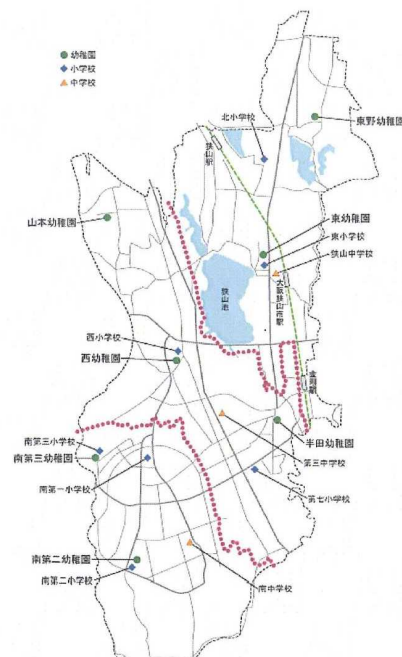 幼稚園
小学校
中学校
北小学校
東野幼稚園
狭山駅
山本幼稚園
東幼稚園
東小学校
狭山中学校
大阪狭山市駅
狭山池
西小学校
西幼稚園
金剛駅
南第三小学校
南第三幼稚園
半田幼稚園
第三中学校
南第一小学校
第七小学校
南第二幼稚園
南第二小学校
南中学校